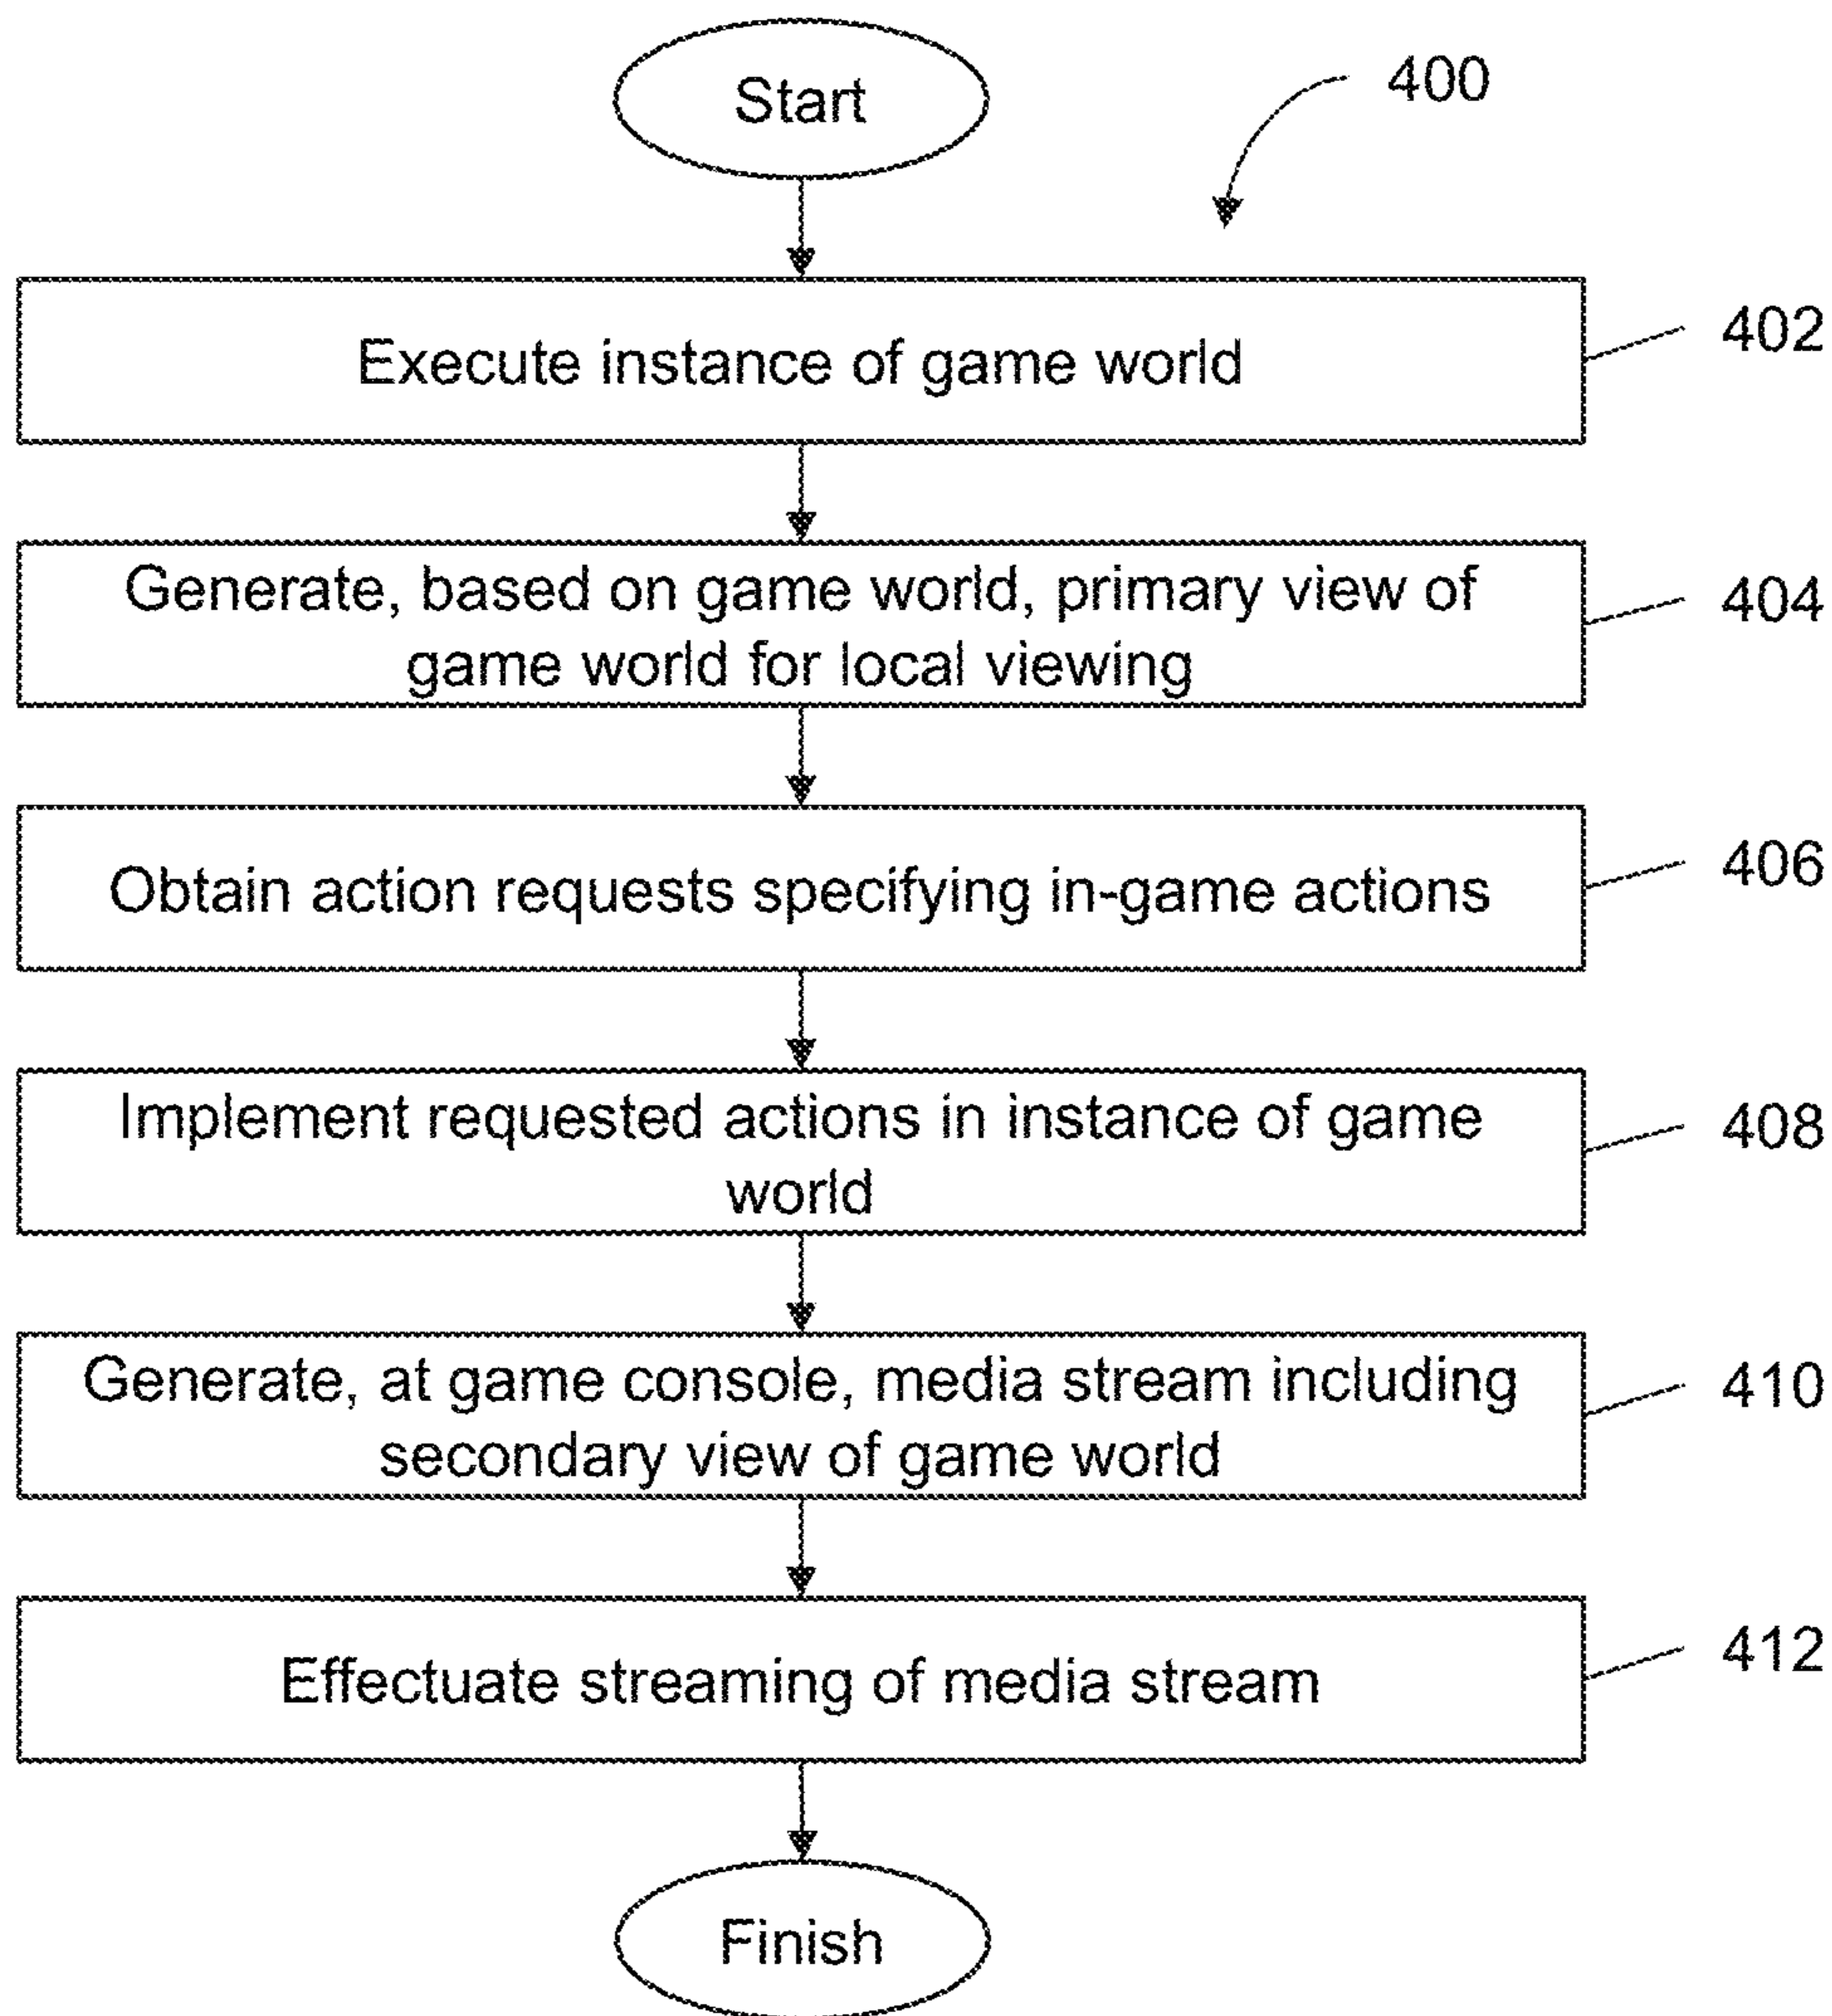 Start
400
Execute instance of game world
402
Generate, based on game world, primary view of
game world for local viewing
404
Obtain action requests specifying in-game actions
406
Implement requested actions in instance of game
world
408
Generate, at game console, media stream including
secondary view of game world
410
Effectuate streaming of media stream
412
Finish